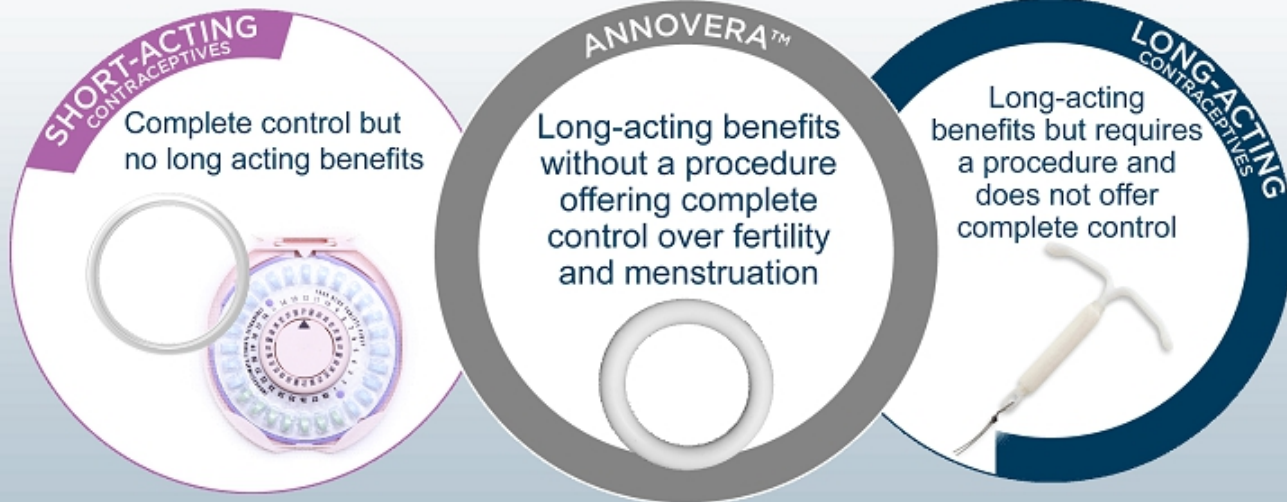 SHORT-ACTING
CONTRACEPTIVES
Complete control but
no long acting benefits
ANNOVERA™
Long-acting benefits
without a procedure
offering complete
control over fertility
and menstruation
LONG-ACTING
CONTRACEPTIVES
Long-acting
benefits but requires
a procedure and
does not offer
complete control